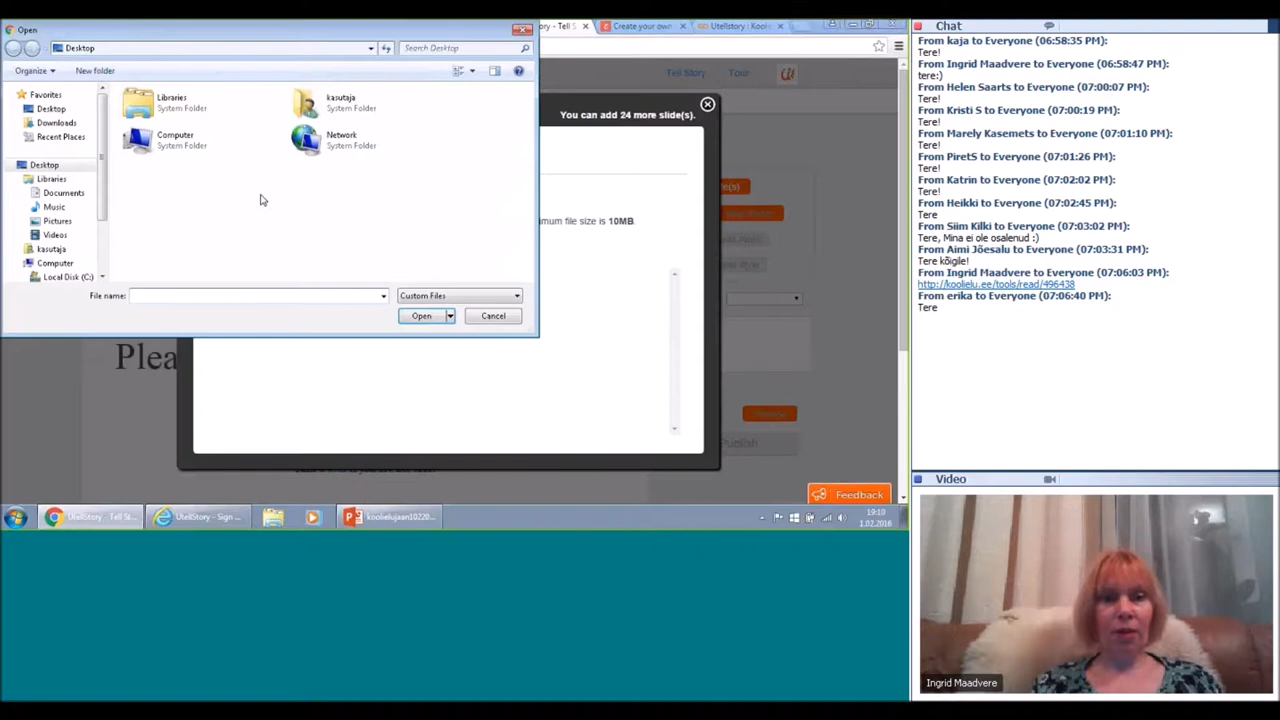 Open
Desktop
Search Desktop
Organize
New folder
Favorites
Desktop
Downloads
Recent Places
Desktop
Libraries
Documents
Music
Pictures
Videos
kasutaja
Computer
Local Disk (C:)
Libraries
System Folder
kasutaja
System Folder
Computer
System Folder
Network
System Folder
File name:
Custom Files
Open
Cancel
ory - Tell S
Create your own
Utellstory : Kooli
Tell Story
Tour
You can add 24 more slide(s).
imum file size is 10MB.
Plea
Publish
Feedback
UtellStory - Tell St...
UtellStory - Sign ...
koolielujaan10220...
19:10
1.02.2016
Chat
From kaja to Everyone (06:58:35 PM):
Tere!
From Ingrid Maadvere to Everyone (06:58:47 PM):
tere:)
From Helen Saarts to Everyone (07:00:07 PM):
Tere!
From Kristi S to Everyone (07:00:19 PM):
Tere!
From Marely Kasemets to Everyone (07:01:10 PM):
Tere!
From PiretS to Everyone (07:01:26 PM):
Tere!
From Katrin to Everyone (07:02:02 PM):
Tere!
From Heikki to Everyone (07:02:45 PM):
Tere
From Siim Kilki to Everyone (07:03:02 PM):
Tere, Mina ei ole osalenud :)
From Aimi Jõesalu to Everyone (07:03:31 PM):
Tere kõigile!
From Ingrid Maadvere to Everyone (07:06:03 PM):
http://koolielu.ee/tools/read/496438
From erika to Everyone (07:06:40 PM):
Tere
Video
Ingrid Maadvere